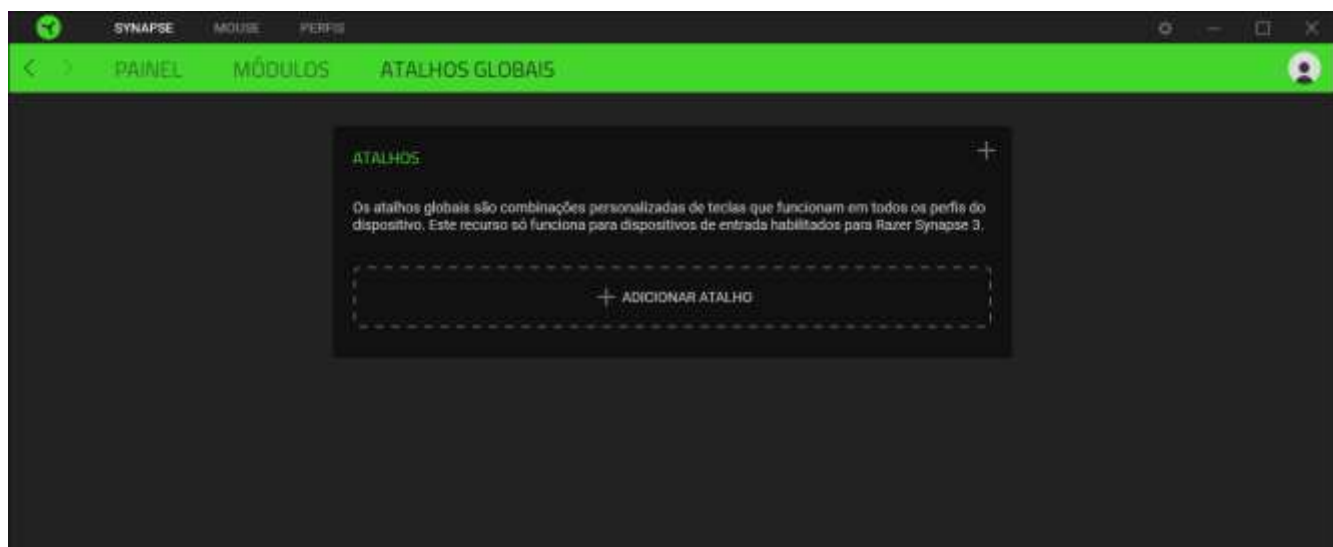 SYNAPSE MOUSE PERFIS
PAINEL MÓDULOS ATALHOS GLOBAIS
ATALHOS
Os atalhos globais são combinações personalizadas de teclas que funcionam em todos os perfis do
dispositivo. Este recurso só funciona para dispositivos de entrada habilitados para Razer Synapse 3.
ADICIONAR ATALHO